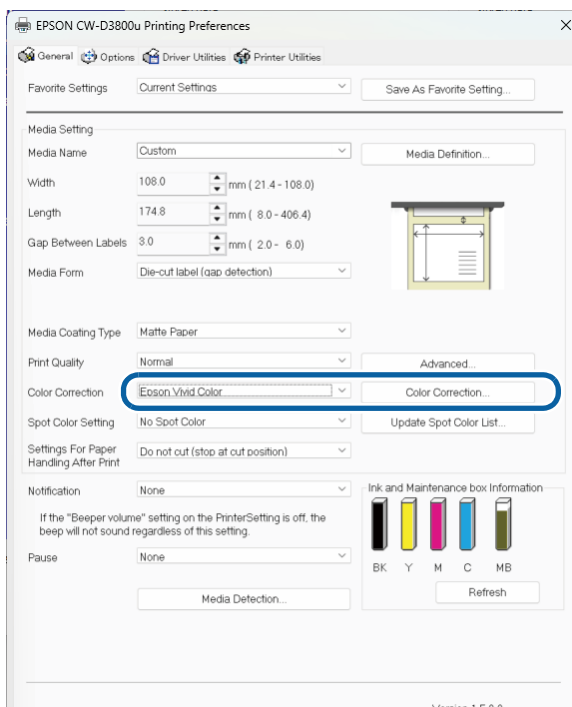 EPSON CW-D3800u Printing Preferences
General Options Driver Utilities Printer Utilities
Favorite Settings Current Settings Save As Favorite Setting...
Media Setting
Media Name Custom Media Definition...
Width 108.0 mm ( 21.4 - 108.0)
Length 174.8 mm ( 8.0 - 406.4)
Gap Between Labels 3.0 mm ( 2.0 - 6.0)
Media Form Die-cut label (gap detection)
Media Coating Type Matte Paper
Print Quality Normal Advanced...
Color Correction Epson Vivid Color Color Correction...
Spot Color Setting No Spot Color Update Spot Color List...
Settings For Paper
Handling After Print Do not cut (stop at cut position)
Notification None
If the "Beeper volume" setting on the PrinterSetting is off, the
beep will not sound regardless of this setting.
Pause None
Media Detection...
Ink and Maintenance box Information
BK Y M C MB
Refresh